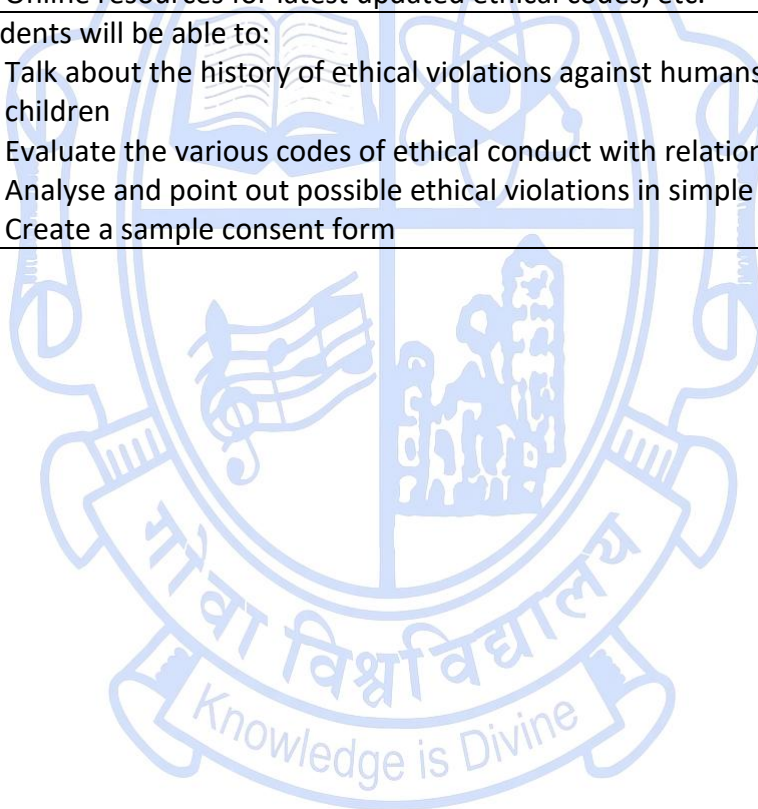 Online resources for latest updated ethical codes, etc.
dents will be able to:
Talk about the history of ethical violations against humans
children
Evaluate the various codes of ethical conduct with relation
Analyse and point out possible ethical violations in simple
Create a sample consent form
गोंवा विश्वविद्यालय
Knowledge is Divine